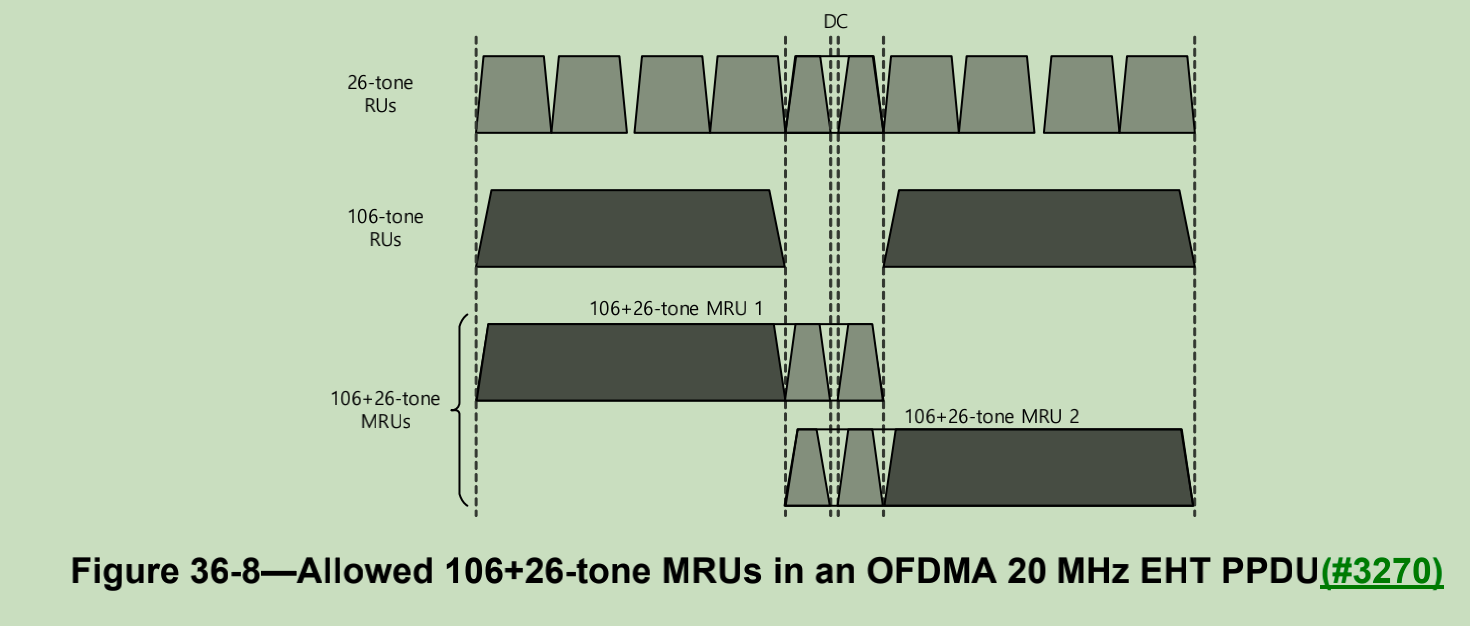 DC
26-tone
RUs
106-tone
RUs
106+26-tone MRU 1
106+26-tone
MRUs
106+26-tone MRU 2
Figure 36-8—Allowed 106+26-tone MRUs in an OFDMA 20 MHz EHT PPDU(#3270)